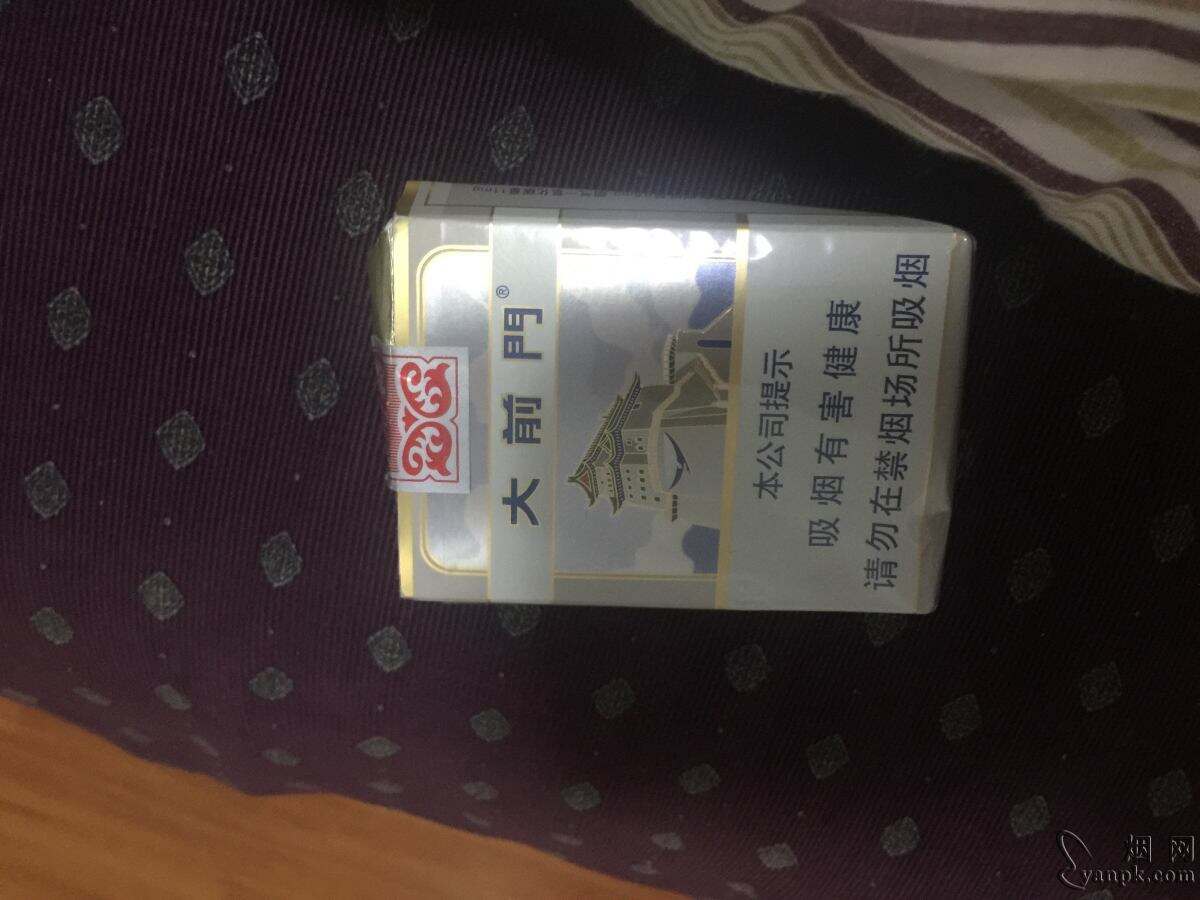 大前門®
本公司提示
吸烟有害健康
请勿在禁烟场所吸烟
烟网
yanpk.com